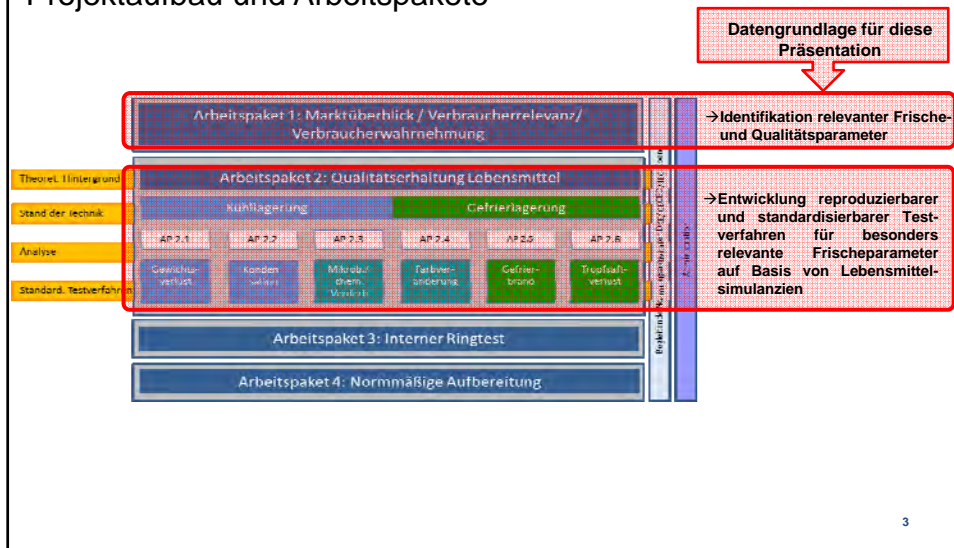 Projektaufbau und Arbeitspakete
Datengrundlage für diese
Präsentation
Arbeitspaket 1: Marktüberblick / Verbraucherrelevanz/
Verbraucherwahrnehmung
→Identifikation relevanter Frische-
und Qualitätsparameter
Theoret. Hintergrund
Stand der Technik
Analyse
Standard. Testverfahren
Arbeitspaket 2: Qualitätserhaltung Lebensmittel
Kühllagerung
Gefrierlagerung
AP 2.1
AP 2.2
AP 2.3
AP 2.4
AP 2.5
AP 2.6
Gewichts-
verlust
Konden
sation
Mikrob./
chem.
Verderb
Farbver-
änderung
Gefrier-
brand
Tropfsaft-
verlust
→Entwicklung reproduzierbarer
und standardisierbarer Test-
verfahren für besonders
relevante Frischeparameter
auf Basis von Lebensmittel-
simulanzien
Arbeitspaket 3: Interner Ringtest
Arbeitspaket 4: Normmäßige Aufbereitung
3